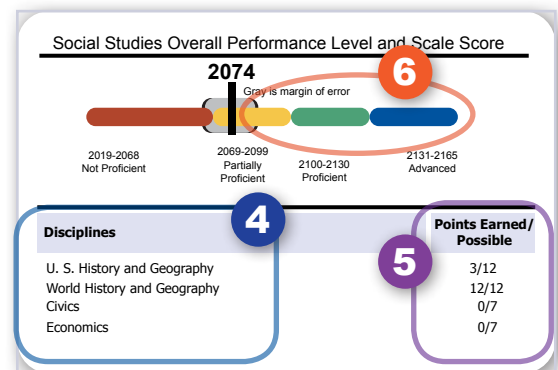 Social Studies Overall Performance Level and Scale Score
2074
6
Gray is margin of error
2019-2068
Not Proficient
2069-2099
Partially
Proficient
2100-2130
Proficient
2131-2165
Advanced
4
Disciplines
Points Earned/
Possible
5
U. S. History and Geography 3/12
World History and Geography 12/12
Civics 0/7
Economics 0/7